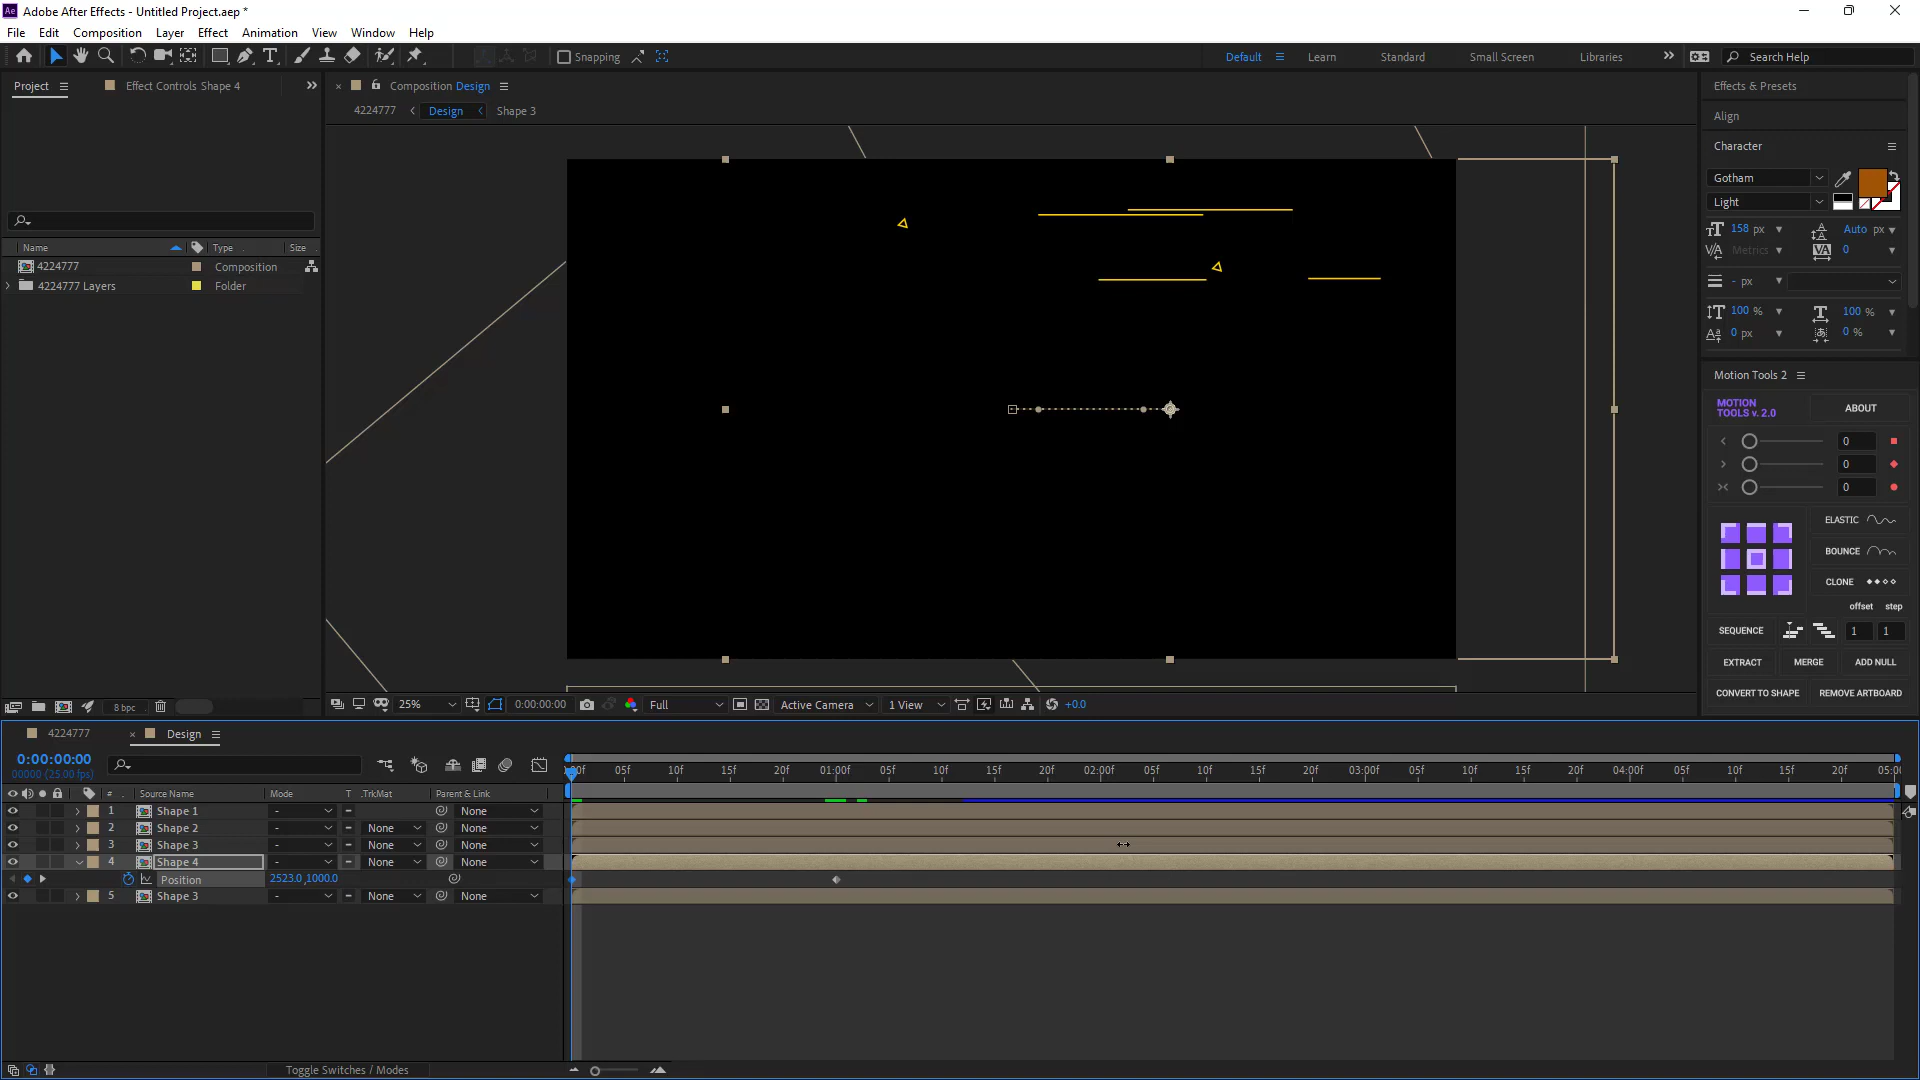 Adobe After Effects - Untitled Project.aep *
File Edit Composition Layer Effect Animation View Window Help
Snapping
Default Learn Standard Small Screen Libraries Search Help
Project Effect Controls Shape 4
Composition Design
4224777 Design Shape 3
Name Type Size
4224777 Composition
4224777 Layers Folder
8 bpc
25% 0:00:00:00 Full Active Camera 1 View +0.0
Effects & Presets
Align
Character
Gotham
Light
158 px Auto px
Metrics 0
- px
100 % 100 %
0 px 0 %
Motion Tools 2
MOTION
TOOLS v. 2.0
ABOUT
0
0
0
ELASTIC
BOUNCE
CLONE
offset step
SEQUENCE 1 1
EXTRACT MERGE ADD NULL
CONVERT TO SHAPE REMOVE ARTBOARD
4224777 Design
0:00:00:00
00000 (25.00 fps)
:00f 05f 10f 15f 20f 01:00f 05f 10f 15f 20f 02:00f 05f 10f 15f 20f 03:00f 05f 10f 15f 20f 04:00f 05f 10f 15f 20f 05:0
# Source Name Mode T .TrkMat Parent & Link
1 Shape 1 - None
2 Shape 2 - None None
3 Shape 3 - None None
4 Shape 4 - None None
Position 2523.0,1000.0
5 Shape 3 - None None
Toggle Switches / Modes